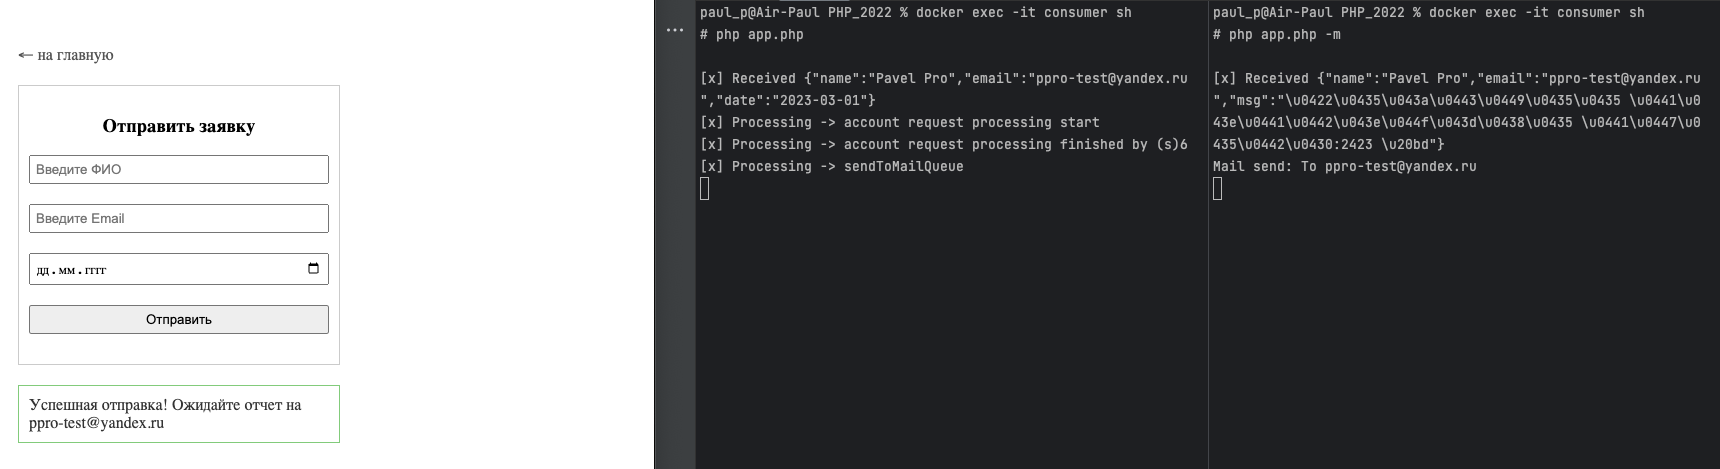 ← на главную
Отправить заявку
Введите ФИО
Введите Email
дд.мм.гггг
Отправить
Успешная отправка! Ожидайте отчет на
ppro-test@yandex.ru
paul_p@Air-Paul PHP_2022 % docker exec -it consumer sh
# php app.php
[x] Received {"name":"Pavel Pro","email":"ppro-test@yandex.ru
","date":"2023-03-01"}
[x] Processing -> account request processing start
[x] Processing -> account request processing finished by (s)6
[x] Processing -> sendToMailQueue
paul_p@Air-Paul PHP_2022 % docker exec -it consumer sh
# php app.php -m
[x] Received {"name":"Pavel Pro","email":"ppro-test@yandex.ru
","msg":"\u0422\u0435\u043a\u0443\u0449\u0435\u0435 \u0441\u0
43e\u0441\u0442\u043e\u044f\u043d\u0438\u0435 \u0441\u0447\u0
435\u0442\u0430:2423 \u20bd"}
Mail send: To ppro-test@yandex.ru